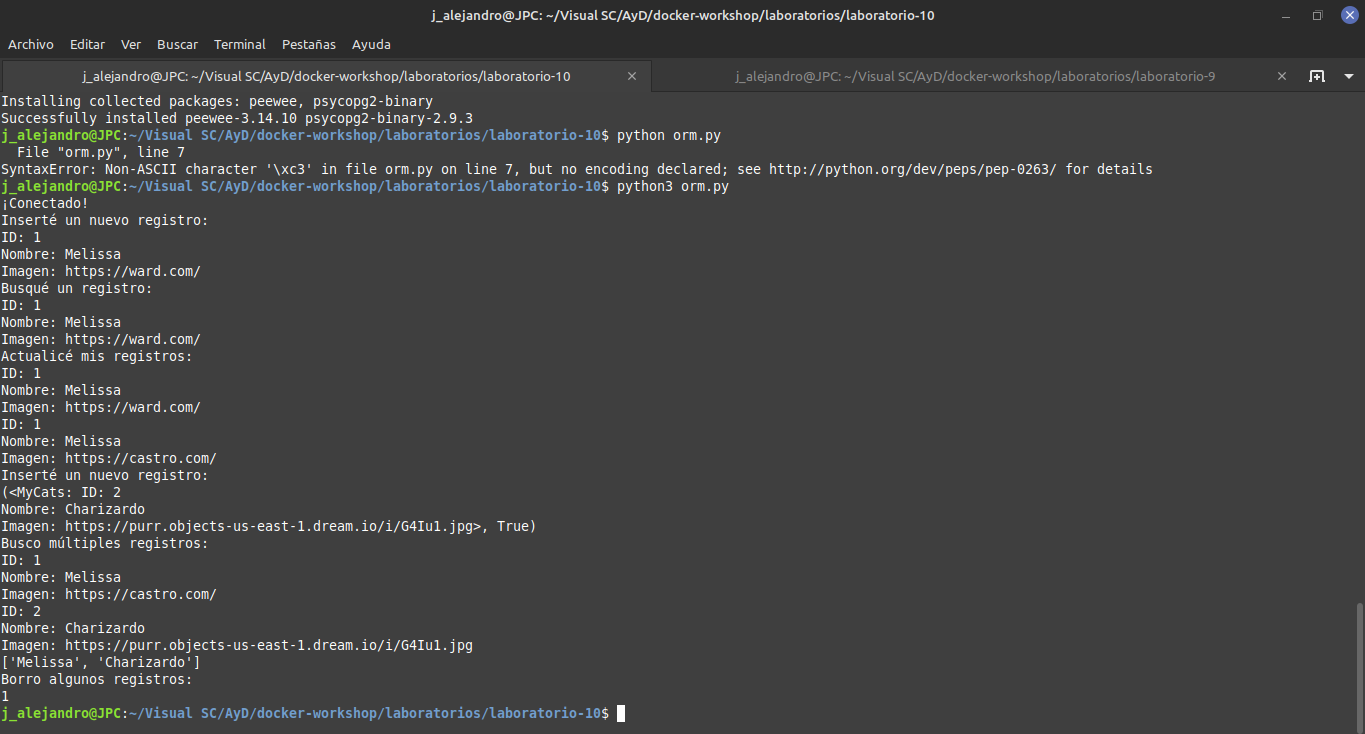 j_alejandro@JPC: ~/Visual SC/AyD/docker-workshop/laboratorios/laboratorio-10
Archivo Editar Ver Buscar Terminal Pestañas Ayuda
j_alejandro@JPC: ~/Visual SC/AyD/docker-workshop/laboratorios/laboratorio-10 j_alejandro@JPC: ~/Visual SC/AyD/docker-workshop/laboratorios/laboratorio-9
Installing collected packages: peewee, psycopg2-binary
Successfully installed peewee-3.14.10 psycopg2-binary-2.9.3
j_alejandro@JPC:~/Visual SC/AyD/docker-workshop/laboratorios/laboratorio-10$ python orm.py
  File "orm.py", line 7
SyntaxError: Non-ASCII character '\xc3' in file orm.py on line 7, but no encoding declared; see http://python.org/dev/peps/pep-0263/ for details
j_alejandro@JPC:~/Visual SC/AyD/docker-workshop/laboratorios/laboratorio-10$ python3 orm.py
¡Conectado!
Inserté un nuevo registro:
ID: 1
Nombre: Melissa
Imagen: https://ward.com/
Busqué un registro:
ID: 1
Nombre: Melissa
Imagen: https://ward.com/
Actualicé mis registros:
ID: 1
Nombre: Melissa
Imagen: https://ward.com/
ID: 1
Nombre: Melissa
Imagen: https://castro.com/
Inserté un nuevo registro:
(<MyCats: ID: 2
Nombre: Charizardo
Imagen: https://purr.objects-us-east-1.dream.io/i/G4Iu1.jpg>, True)
Busco múltiples registros:
ID: 1
Nombre: Melissa
Imagen: https://castro.com/
ID: 2
Nombre: Charizardo
Imagen: https://purr.objects-us-east-1.dream.io/i/G4Iu1.jpg
['Melissa', 'Charizardo']
Borro algunos registros:
1
j_alejandro@JPC:~/Visual SC/AyD/docker-workshop/laboratorios/laboratorio-10$